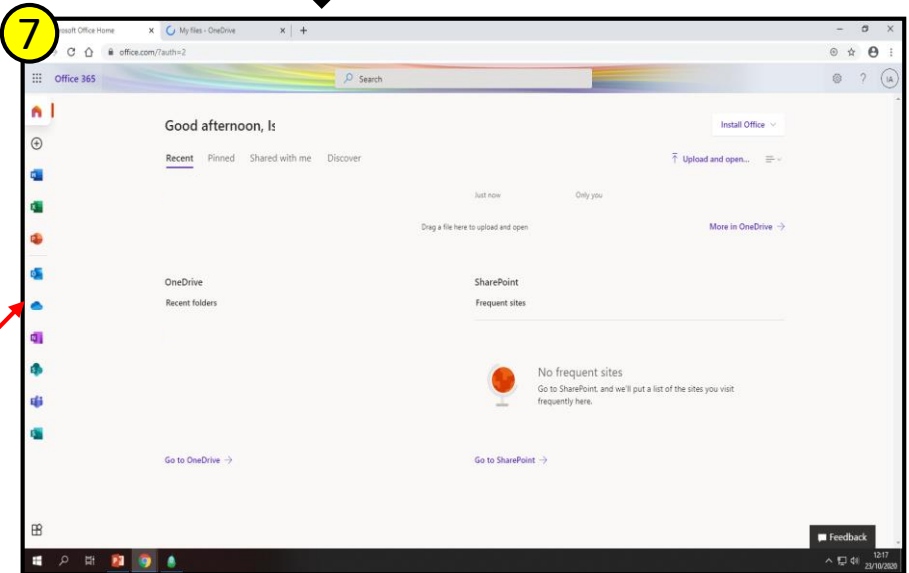 7
rosoft Office Home
My files - OneDrive
office.com/?auth=2
Office 365
Search
IA
Good afternoon, Is
Install Office
Recent Pinned Shared with me Discover
Upload and open...
Just now Only you
Drag a file here to upload and open
More in OneDrive
OneDrive
SharePoint
Recent folders
Frequent sites
No frequent sites
Go to SharePoint, and we'll put a list of the sites you visit
frequently here.
Go to OneDrive
Go to SharePoint
Feedback
12:17
23/10/2020